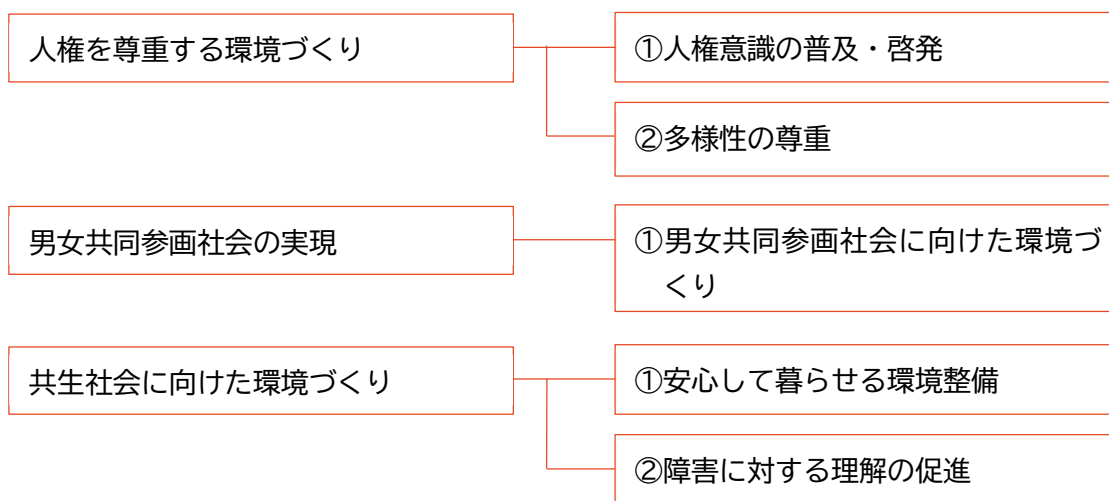 人権を尊重する環境づくり
①人権意識の普及・啓発
②多様性の尊重
男女共同参画社会の実現
①男女共同参画社会に向けた環境づ
くり
共生社会に向けた環境づくり
①安心して暮らせる環境整備
②障害に対する理解の促進